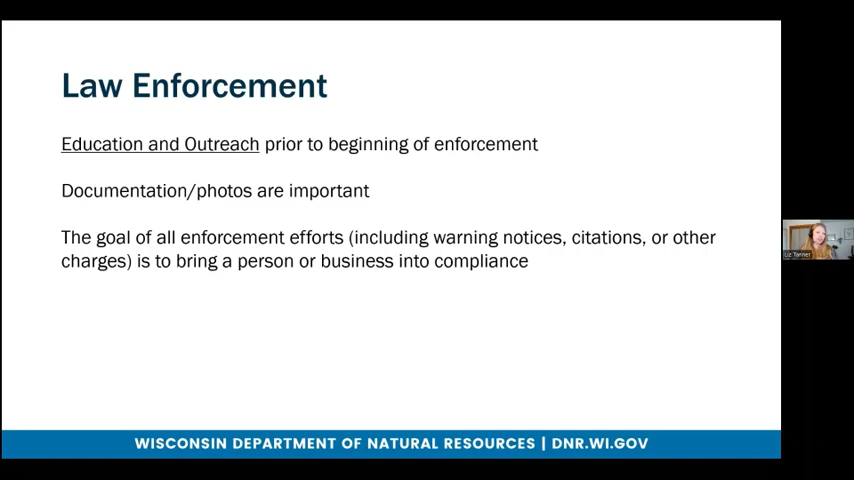 Law Enforcement
Education and Outreach prior to beginning of enforcement
Documentation/photos are important
The goal of all enforcement efforts (including warning notices, citations, or other
charges) is to bring a person or business into compliance
Liz Tanner
WISCONSIN DEPARTMENT OF NATURAL RESOURCES | DNR.WI.GOV